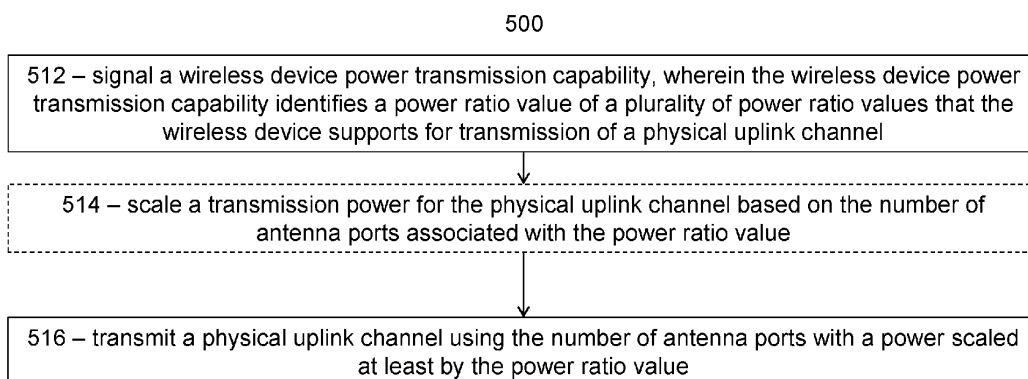 500
512 – signal a wireless device power transmission capability, wherein the wireless device power
transmission capability identifies a power ratio value of a plurality of power ratio values that the
wireless device supports for transmission of a physical uplink channel
514 – scale a transmission power for the physical uplink channel based on the number of
antenna ports associated with the power ratio value
516 – transmit a physical uplink channel using the number of antenna ports with a power scaled
at least by the power ratio value